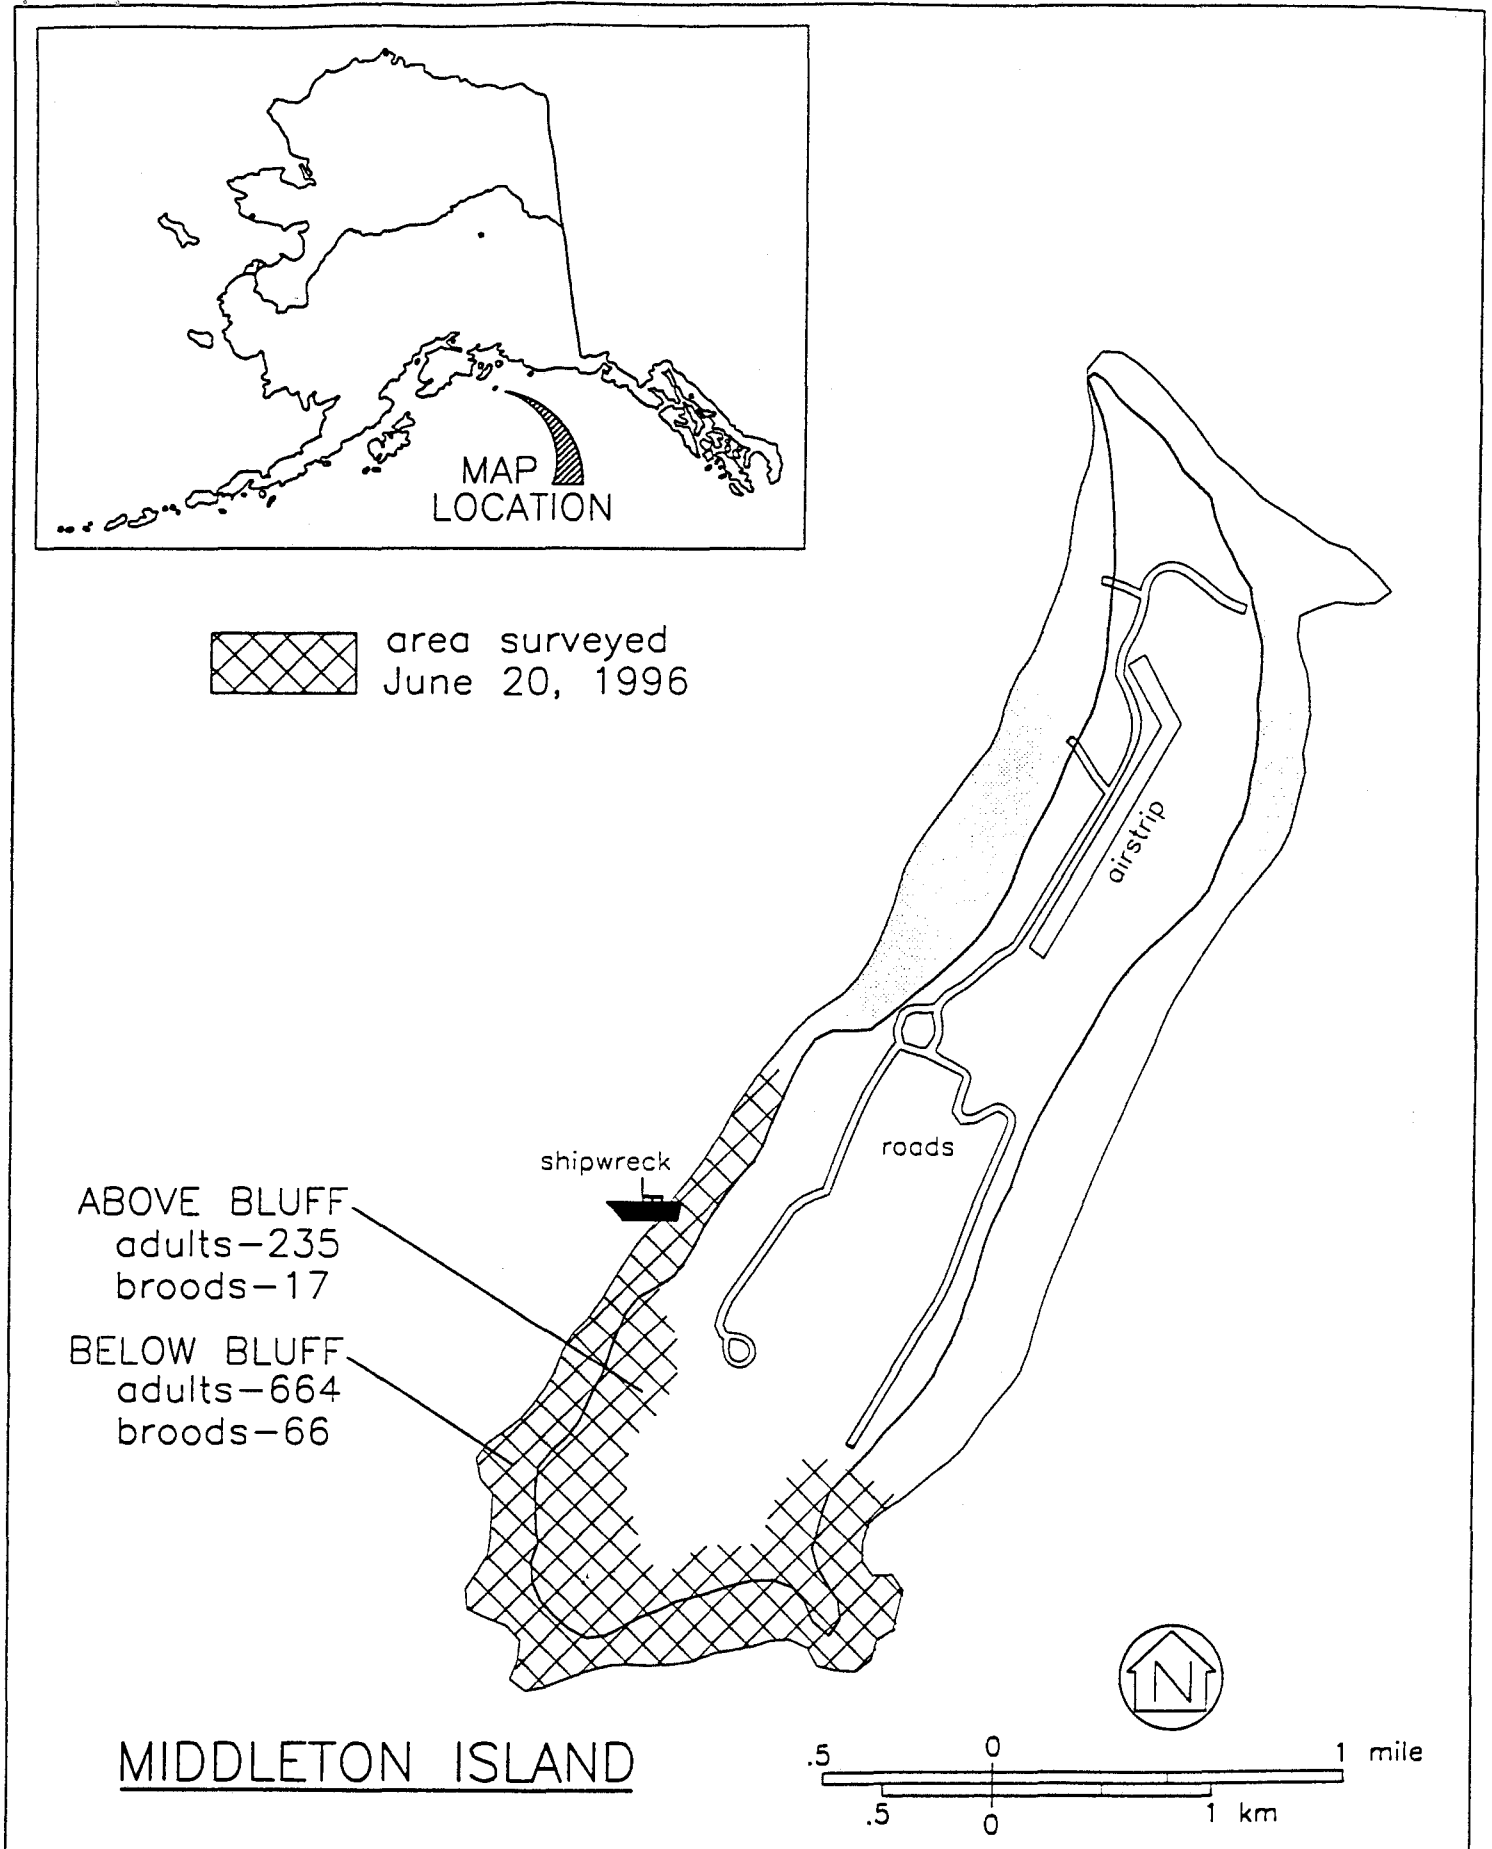 MAP
LOCATION
area surveyed
June 20, 1996
airstrip
roads
shipwreck
ABOVE BLUFF
adults-235
broods-17
BELOW BLUFF
adults-664
broods-66
N
MIDDLETON ISLAND
.5 0 1 mile
.5 0 1 km